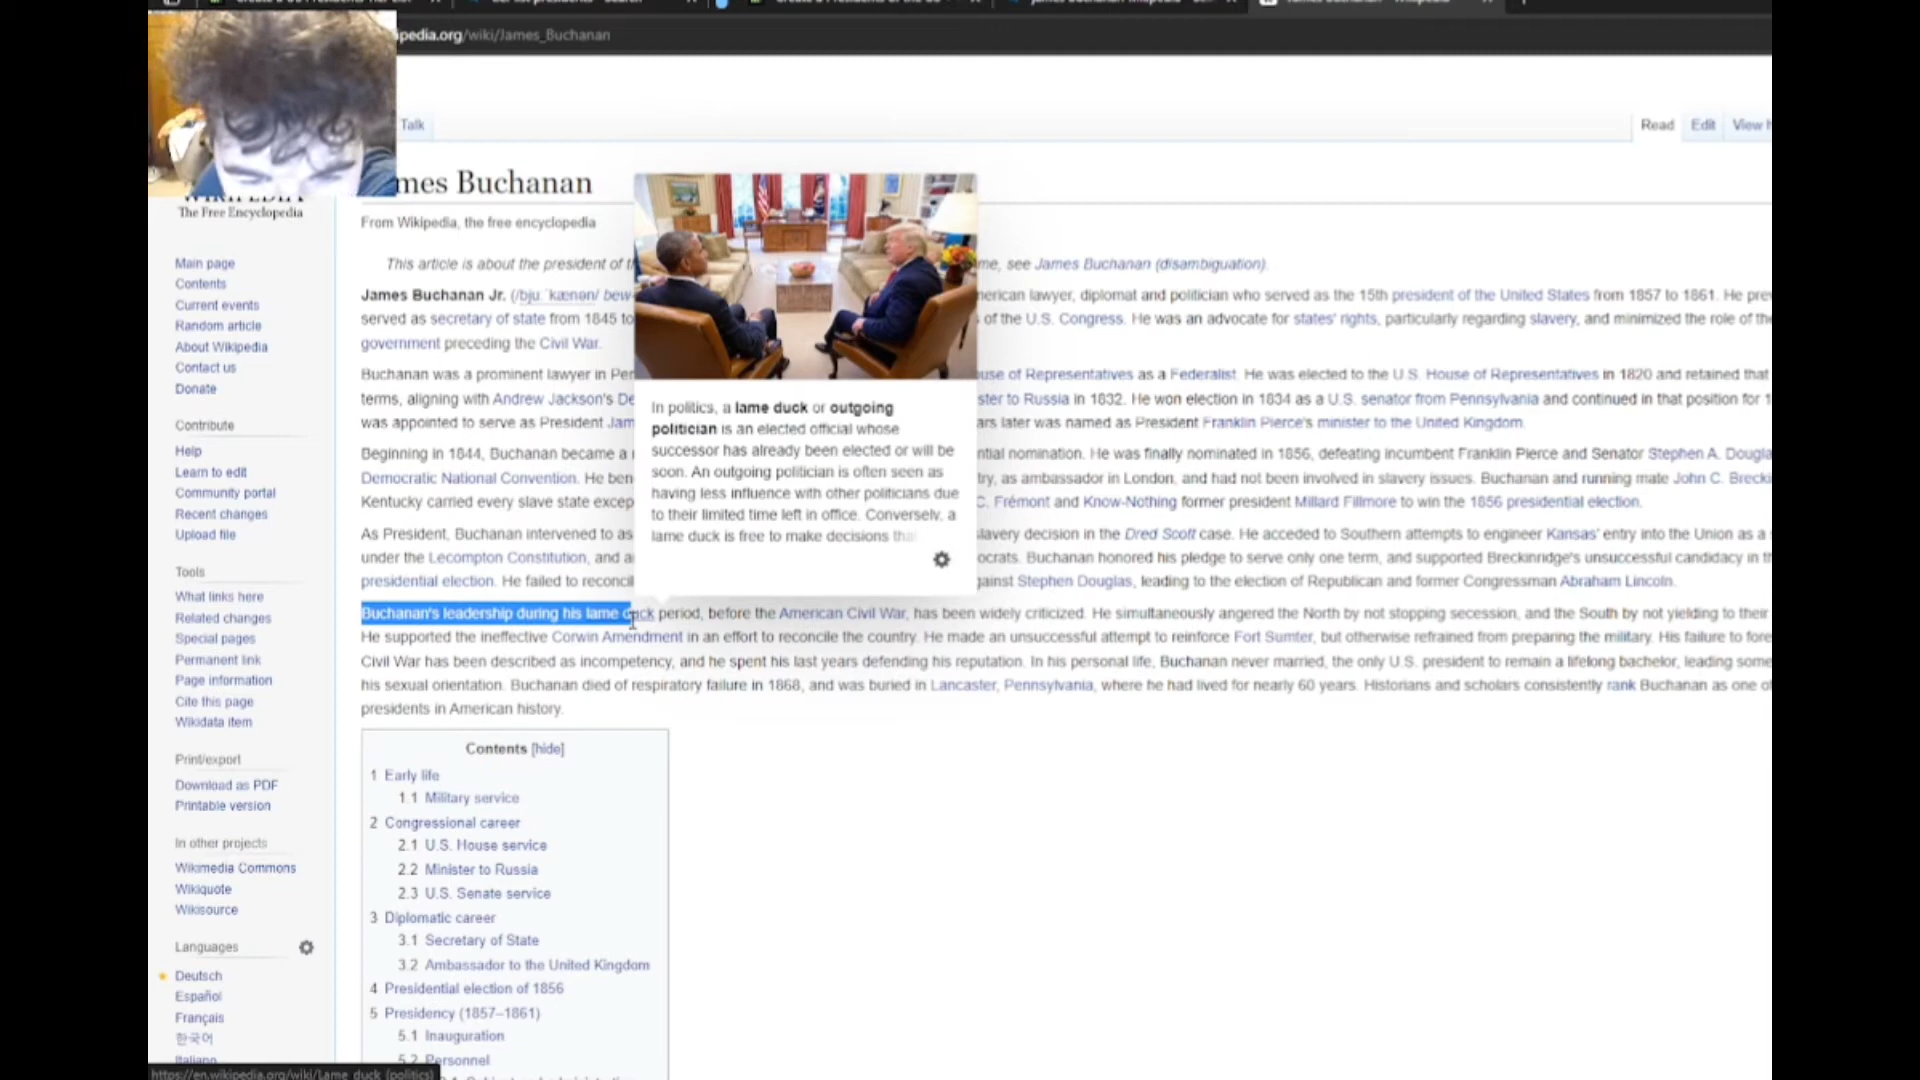 ipedia.org/wiki/James_Buchanan
Talk
Read Edit View
mes Buchanan
The Free Encyclopedia
From Wikipedia, the free encyclopedia
Main page
Contents
Current events
Random article
About Wikipedia
Contact us
Donate
Contribute
Help
Learn to edit
Community portal
Recent changes
Upload file
Tools
What links here
Related changes
Special pages
Permanent link
Page information
Cite this page
Wikidata item
Print/export
Download as PDF
Printable version
In other projects
Wikimedia Commons
Wikiquote
Wikisource
Languages
Deutsch
Español
Français
한국어
Italiano
This article is about the president of me, see James Buchanan (disambiguation).
James Buchanan Jr. merican lawyer, diplomat and politician who served as the 15th president of the United States from 1857 to 1861. He
served as secretary of state from 1845 to of the U.S. Congress. He was an advocate for states' rights, particularly regarding slavery, and minimized the role of
government preceding the Civil War.
Buchanan was a prominent lawyer in use of Representatives as a Federalist. He was elected to the U.S. House of Representatives in 1820 and retained that
terms, aligning with Andrew Jackson's ster to Russia in 1832. He won election in 1834 as a U.S. senator from Pennsylvania and continued in that position for
was appointed to serve as President ars later was named as President Franklin Pierce's minister to the United Kingdom.
Beginning in 1844, Buchanan became a ntial nomination. He was finally nominated in 1856, defeating incumbent Franklin Pierce and Senator Stephen A. Dougla
Democratic National Convention. He try, as ambassador in London, and had not been involved in slavery issues. Buchanan and running mate John C. Brecki
Kentucky carried every slave state C. Frémont and Know-Nothing former president Millard Fillmore to win the 1856 presidential election.
As President, Buchanan intervened to lavery decision in the Dred Scott case. He acceded to Southern attempts to engineer Kansas' entry into the Union as a
under the Lecompton Constitution, and ocrats. Buchanan honored his pledge to serve only one term, and supported Breckinridge's unsuccessful candidacy in
presidential election. He failed to gainst Stephen Douglas, leading to the election of Republican and former Congressman Abraham Lincoln.
Buchanan's leadership during his lame duck period, before the American Civil War, has been widely criticized. He simultaneously angered the North by not stopping secession, and the South by not yielding to their
He supported the ineffective Corwin Amendment in an effort to reconcile the country. He made an unsuccessful attempt to reinforce Fort Sumter, but otherwise refrained from preparing the military. His failure to
Civil War has been described as incompetency, and he spent his last years defending his reputation. In his personal life, Buchanan never married, the only U.S. president to remain a lifelong bachelor, leading some
his sexual orientation. Buchanan died of respiratory failure in 1868, and was buried in Lancaster, Pennsylvania, where he had lived for nearly 60 years. Historians and scholars consistently rank Buchanan as one
presidents in American history.
In politics, a lame duck or outgoing
politician is an elected official whose
successor has already been elected or will be
soon. An outgoing politician is often seen as
having less influence with other politicians due
to their limited time left in office. Conversely, a
lame duck is free to make decisions that
Contents [hide]
1 Early life
1.1 Military service
2 Congressional career
2.1 U.S. House service
2.2 Minister to Russia
2.3 U.S. Senate service
3 Diplomatic career
3.1 Secretary of State
3.2 Ambassador to the United Kingdom
4 Presidential election of 1856
5 Presidency (1857–1861)
5.1 Inauguration
5.2 Personnel
https://en.wikipedia.org/wiki/Lame_duck_(politics)